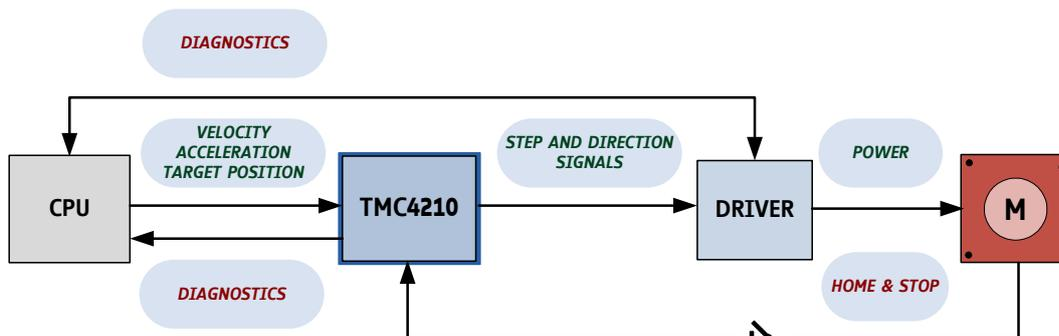 DIAGNOSTICS
VELOCITY
ACCELERATION
TARGET POSITION
STEP AND DIRECTION
SIGNALS
POWER
CPU
TMC4210
DRIVER
M
DIAGNOSTICS
HOME & STOP